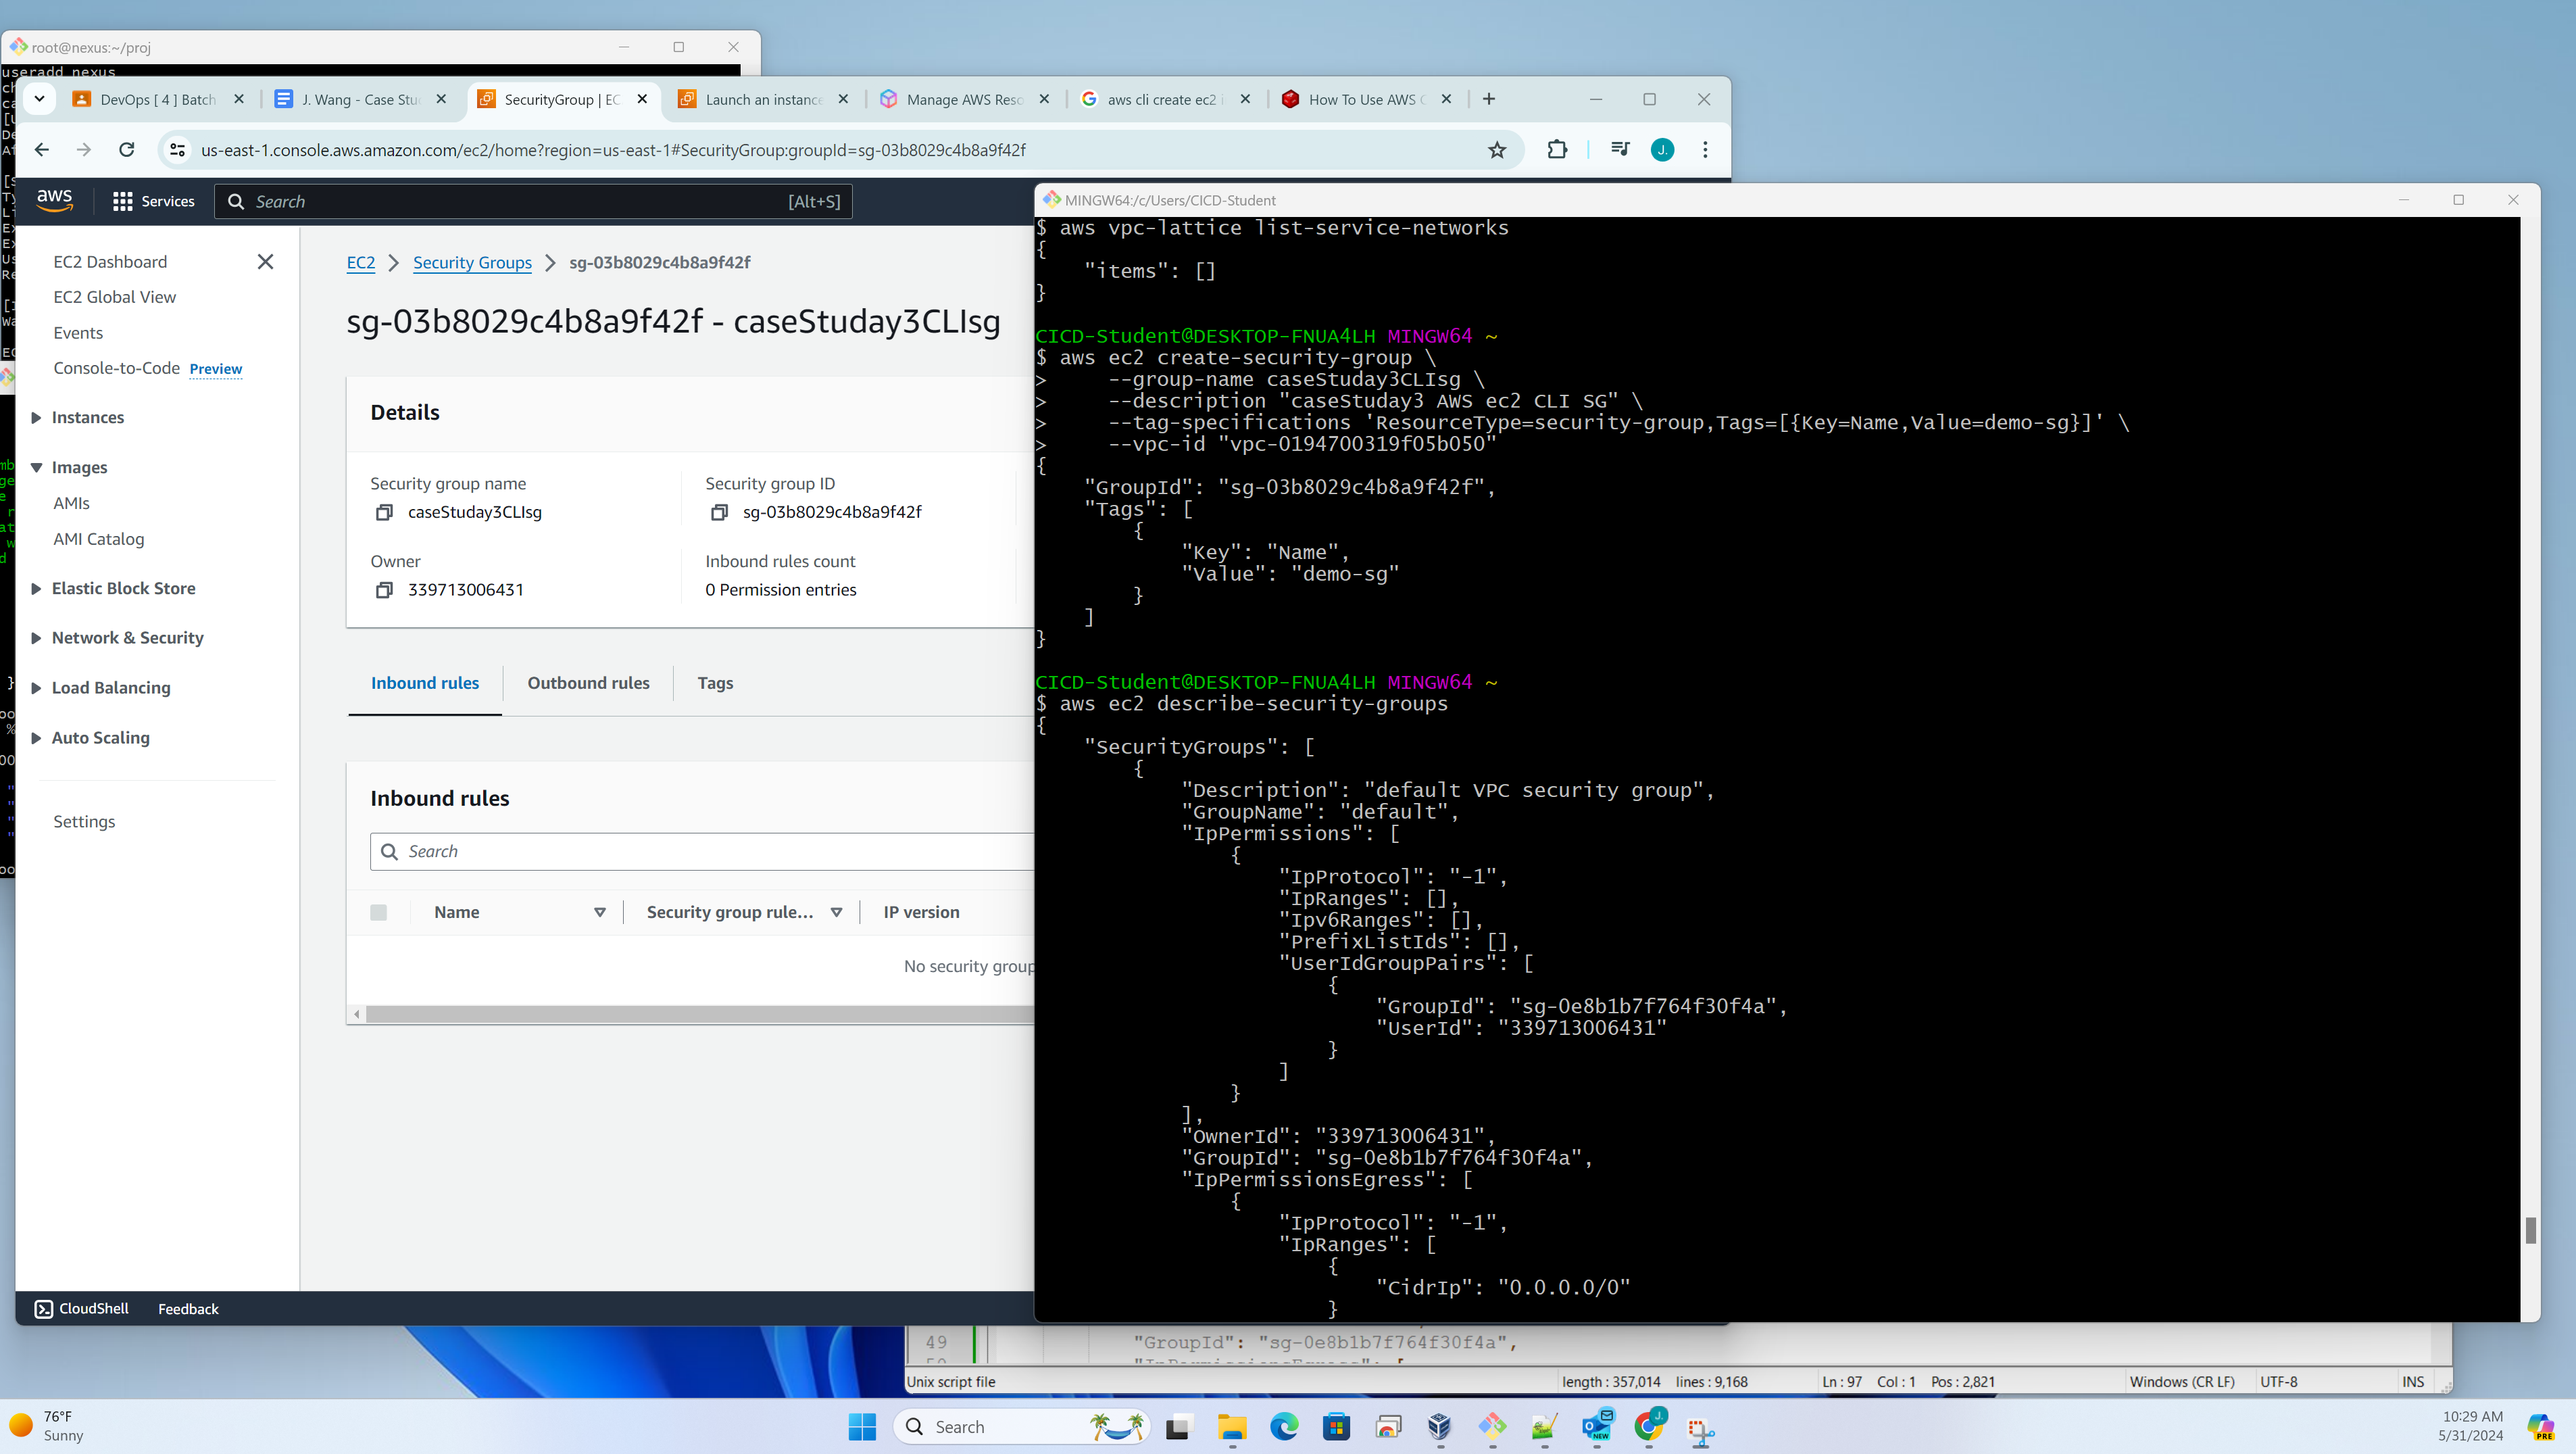 root@nexus:~/proj
useradd nexus
DevOps [ 4 ] Batch
J. Wang - Case Stu
SecurityGroup | EC
Launch an instance
Manage AWS Reso
aws cli create ec2 i
How To Use AWS C
us-east-1.console.aws.amazon.com/ec2/home?region=us-east-1#SecurityGroup:groupId=sg-03b8029c4b8a9f42f
J.
aws
Services
Search
[Alt+S]
EC2 Dashboard
EC2 Global View
Events
Console-to-Code Preview
Instances
Images
AMIs
AMI Catalog
Elastic Block Store
Network & Security
Load Balancing
Auto Scaling
Settings
EC2 > Security Groups > sg-03b8029c4b8a9f42f
sg-03b8029c4b8a9f42f - caseStuday3CLIsg
Details
Security group name
caseStuday3CLIsg
Security group ID
sg-03b8029c4b8a9f42f
Owner
339713006431
Inbound rules count
0 Permission entries
Inbound rules
Outbound rules
Tags
Inbound rules
Search
Name
Security group rule...
IP version
No security group
CloudShell
Feedback
MINGW64:/c/Users/CICD-Student
$ aws vpc-lattice list-service-networks
{
    "items": []
}
CICD-Student@DESKTOP-FNUA4LH MINGW64 ~
$ aws ec2 create-security-group \
>     --group-name caseStuday3CLIsg \
>     --description "caseStuday3 AWS ec2 CLI SG" \
>     --tag-specifications 'ResourceType=security-group,Tags=[{Key=Name,Value=demo-sg}]' \
>     --vpc-id "vpc-0194700319f05b050"
{
    "GroupId": "sg-03b8029c4b8a9f42f",
    "Tags": [
        {
            "Key": "Name",
            "Value": "demo-sg"
        }
    ]
}
CICD-Student@DESKTOP-FNUA4LH MINGW64 ~
$ aws ec2 describe-security-groups
{
    "SecurityGroups": [
        {
            "Description": "default VPC security group",
            "GroupName": "default",
            "IpPermissions": [
                {
                    "IpProtocol": "-1",
                    "IpRanges": [],
                    "Ipv6Ranges": [],
                    "PrefixListIds": [],
                    "UserIdGroupPairs": [
                        {
                            "GroupId": "sg-0e8b1b7f764f30f4a",
                            "UserId": "339713006431"
                        }
                    ]
                }
            ],
            "OwnerId": "339713006431",
            "GroupId": "sg-0e8b1b7f764f30f4a",
            "IpPermissionsEgress": [
                {
                    "IpProtocol": "-1",
                    "IpRanges": [
                        {
                            "CidrIp": "0.0.0.0/0"
                        }
49 "GroupId": "sg-0e8b1b7f764f30f4a",
Unix script file
length : 357,014 lines : 9,168
Ln : 97 Col : 1 Pos : 2,821
Windows (CR LF)
UTF-8
INS
76°F
Sunny
Search
NEW
J.
10:29 AM
5/31/2024
PRE